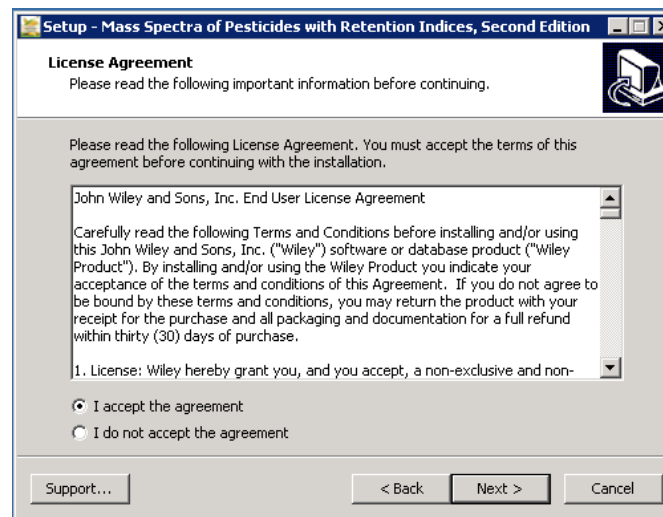 Setup - Mass Spectra of Pesticides with Retention Indices, Second Edition
License Agreement
Please read the following important information before continuing.
Please read the following License Agreement. You must accept the terms of this
agreement before continuing with the installation.
John Wiley and Sons, Inc. End User License Agreement
Carefully read the following Terms and Conditions before installing and/or using
this John Wiley and Sons, Inc. ("Wiley") software or database product ("Wiley
Product"). By installing and/or using the Wiley Product you indicate your
acceptance of the terms and conditions of this Agreement.  If you do not agree to
be bound by these terms and conditions, you may return the product with your
receipt for the purchase and all packaging and documentation for a full refund
within thirty (30) days of purchase.
1. License: Wiley hereby grant you, and you accept, a non-exclusive and non-
I accept the agreement
I do not accept the agreement
Support...
< Back
Next >
Cancel